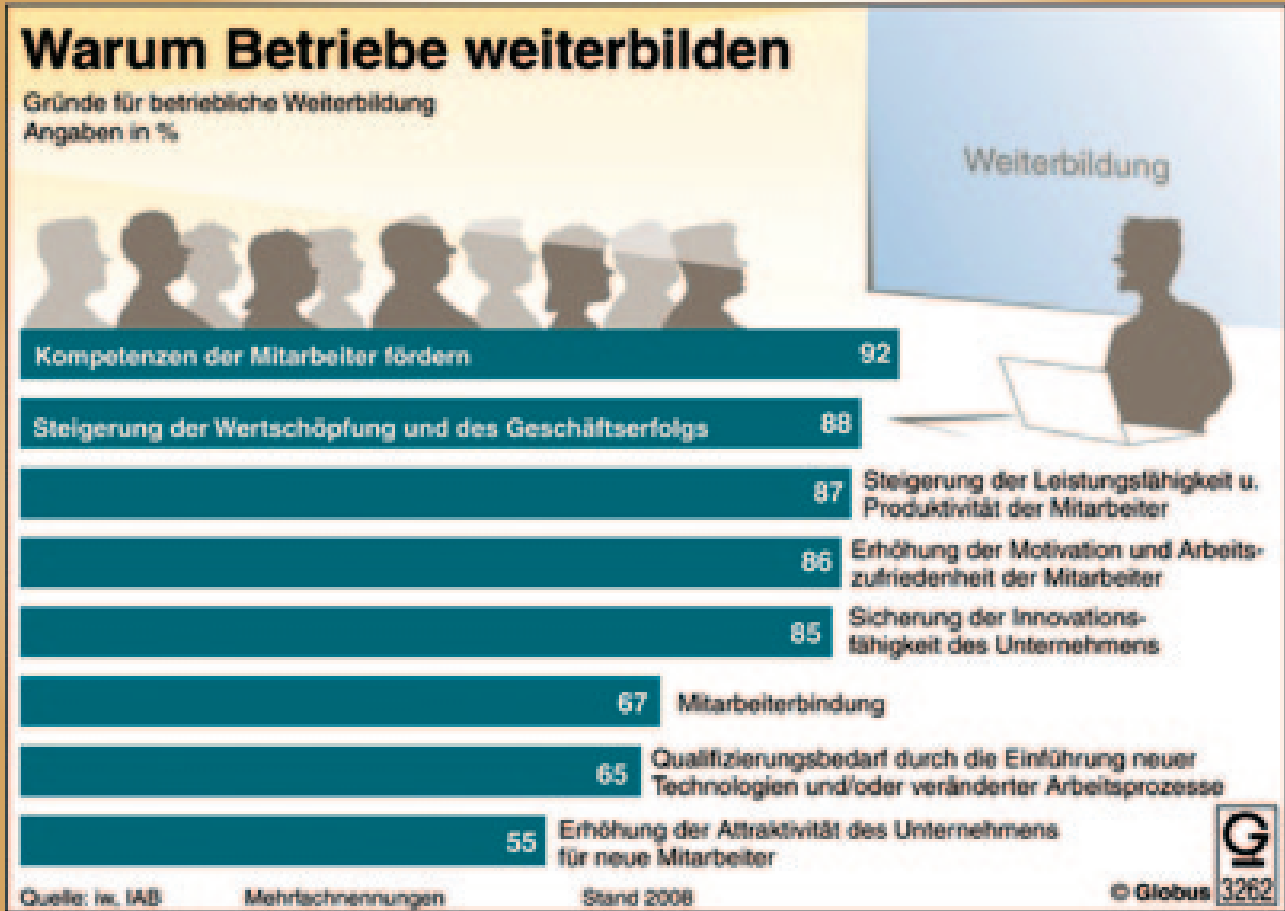 Warum Betriebe weiterbilden
Gründe für betriebliche Weiterbildung
Angaben in %
Weiterbildung
Kompetenzen der Mitarbeiter fördern 92
Steigerung der Wertschöpfung und des Geschäftserfolgs 88
87 Steigerung der Leistungsfähigkeit u.
Produktivität der Mitarbeiter
86 Erhöhung der Motivation und Arbeits-
zufriedenheit der Mitarbeiter
85 Sicherung der Innovations-
fähigkeit des Unternehmens
67 Mitarbeiterbindung
65 Qualifizierungsbedarf durch die Einführung neuer
Technologien und/oder veränderter Arbeitsprozesse
55 Erhöhung der Attraktivität des Unternehmens
für neue Mitarbeiter
Quelle: iw, IAB Mehrfachnennungen Stand 2008 © Globus 3262